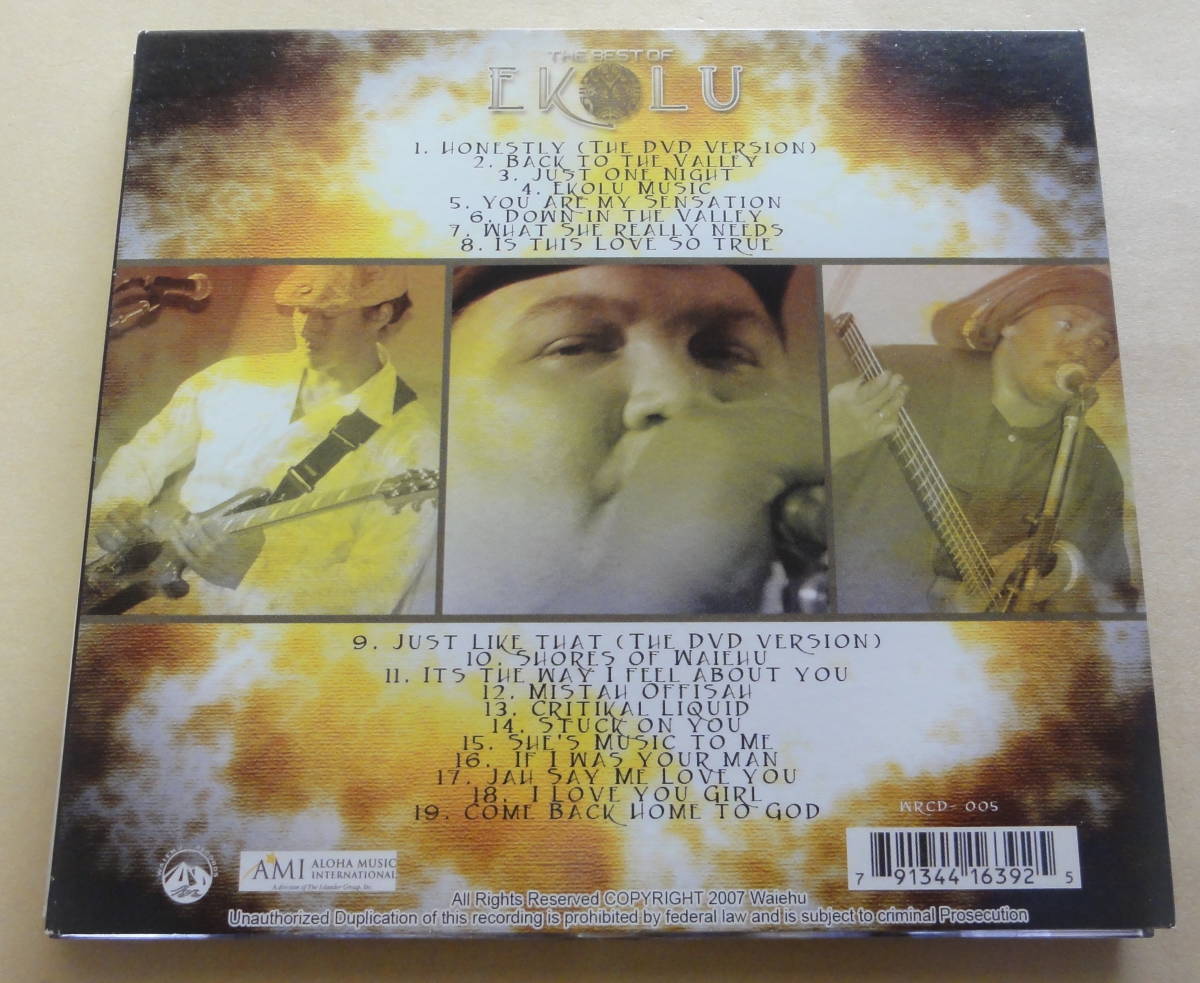 THE BEST OF
EKOLU
1. HONESTLY (THE DVD VERSION)
2. BACK TO THE VALLEY
3. JUST ONE NIGHT
4. EKOLU MUSIC
5. YOU ARE MY SENSATION
6. DOWN IN THE VALLEY
7. WHAT SHE REALLY NEEDS
8. IS THIS LOVE SO TRUE
9. JUST LIKE THAT (THE DVD VERSION)
10. SHORES OF WAIEHU
11. ITS THE WAY I FEEL ABOUT YOU
12. MISTAH OFFISAH
13. CRITIKAL LIQUID
14. STUCK ON YOU
15. SHE'S MUSIC TO ME
16. IF I WAS YOUR MAN
17. JAH SAY ME LOVE YOU
18. I LOVE YOU GIRL
19. COME BACK HOME TO GOD
WRCD- 005
AMI ALOHA MUSIC
INTERNATIONAL
A division of The Islander Group, Inc.
7 91344 16392 5
All Rights Reserved COPYRIGHT 2007 Waiehu
Unauthorized Duplication of this recording is prohibited by federal law and is subject to criminal Prosecution